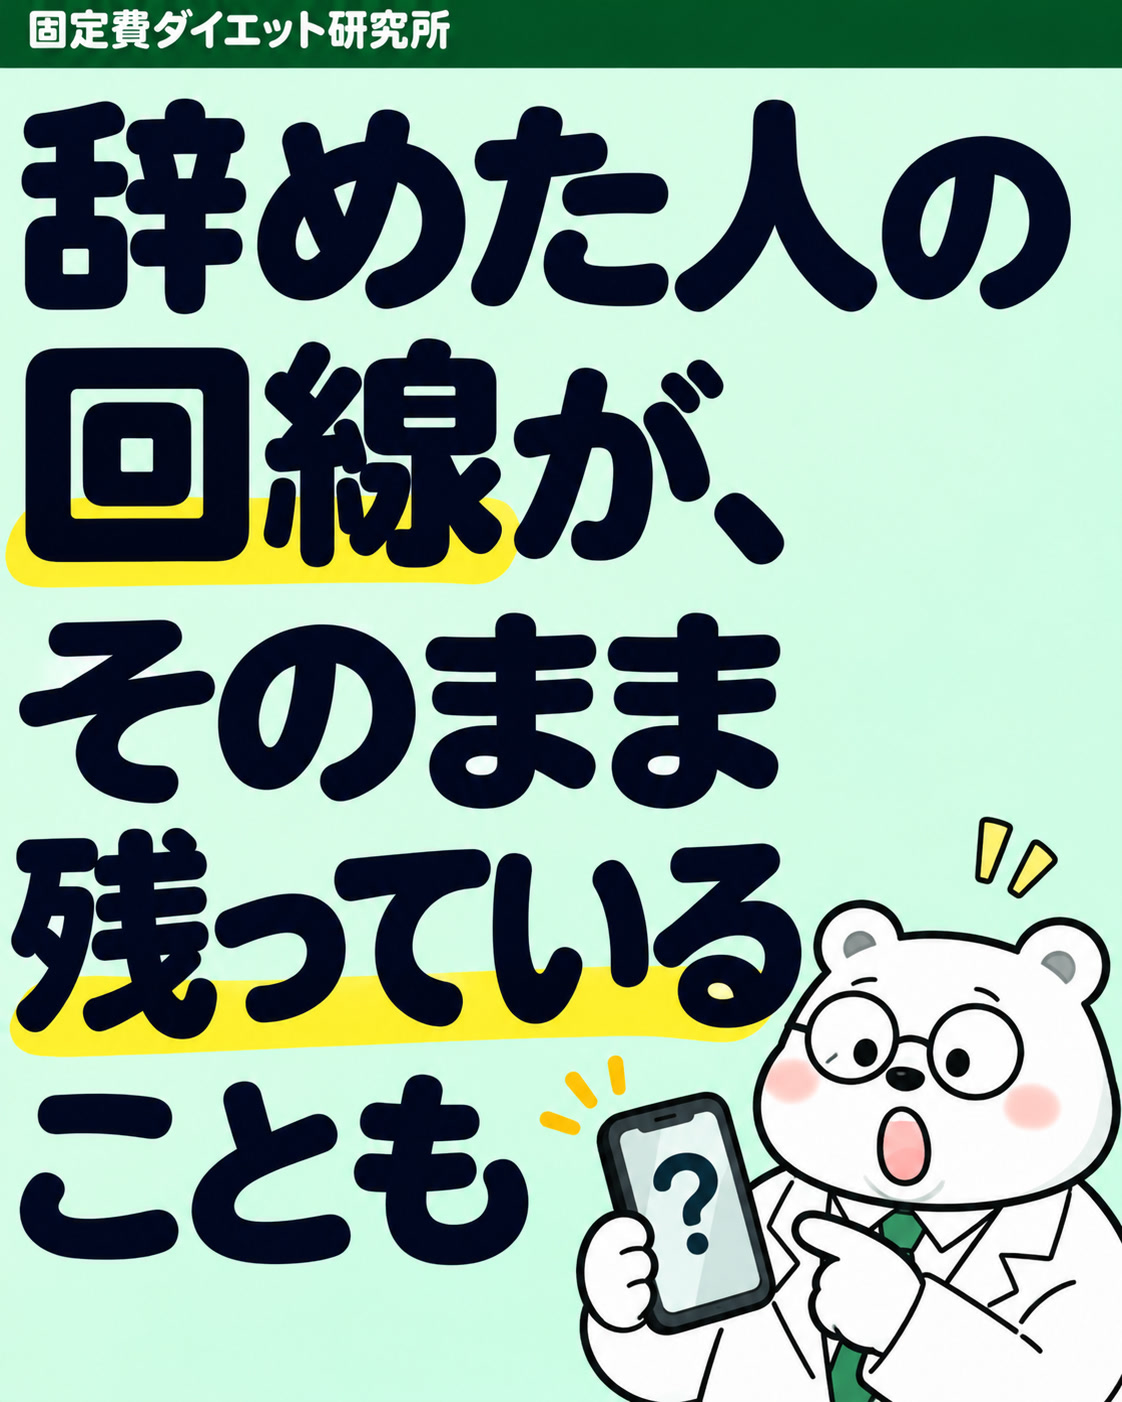 固定費ダイエット研究所
辞めた人の
回線が、
そのまま
残っている
ことも
?